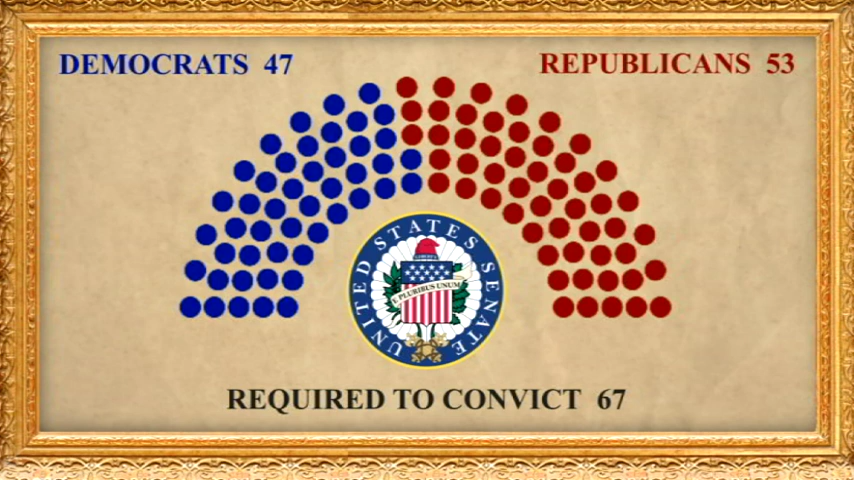 DEMOCRATS 47
REPUBLICANS 53
UNITED STATES SENATE
E PLURIBUS UNUM
REQUIRED TO CONVICT 67